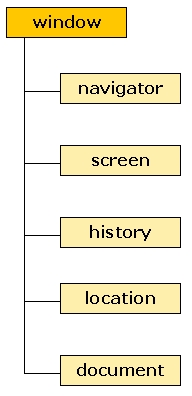 window
navigator
screen
history
location
document